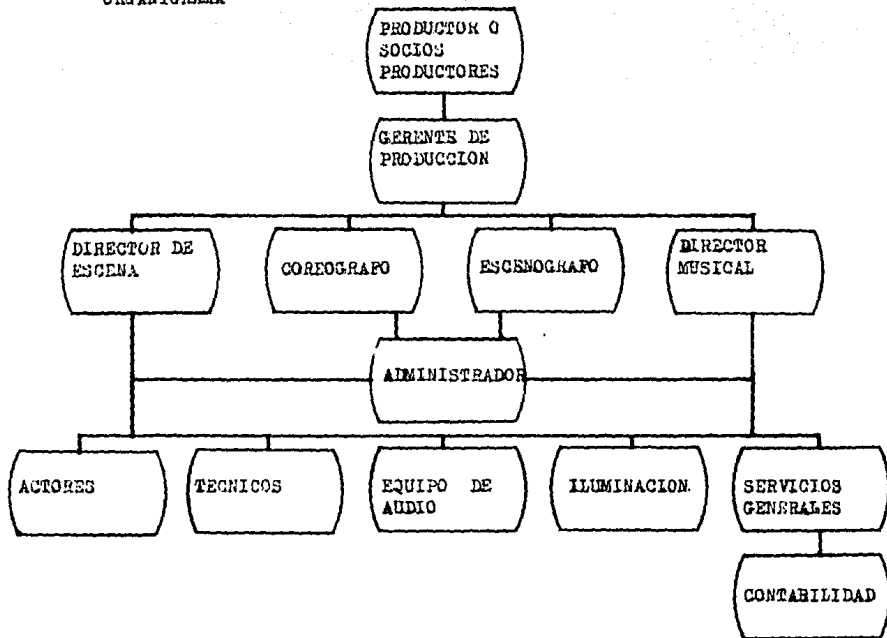 PRODUCTOR O
SOCIOS
PRODUCTORES
GERENTE DE
PRODUCCION
DIRECTOR DE
ESCENA
COREOGRAFO
ESCENOGRAFO
DIRECTOR
MUSICAL
ADMINISTRADOR
ACTORES
TECNICOS
EQUIPO DE
AUDIO
ILUMINACION.
SERVICIOS
GENERALES
CONTABILIDAD